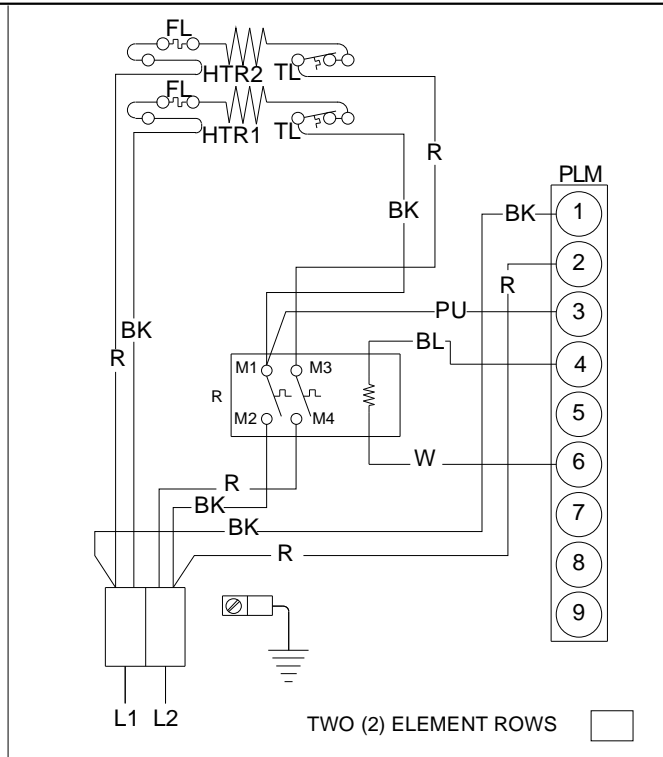 FL
HTR2 TL
FL
HTR1 TL
R
BK
PLM
BK 1
2
R
PU 3
BK
R
BL 4
M1 M3
R
M2 M4
5
W 6
R
BK
7
BK
R
8
9
L1 L2
TWO (2) ELEMENT ROWS